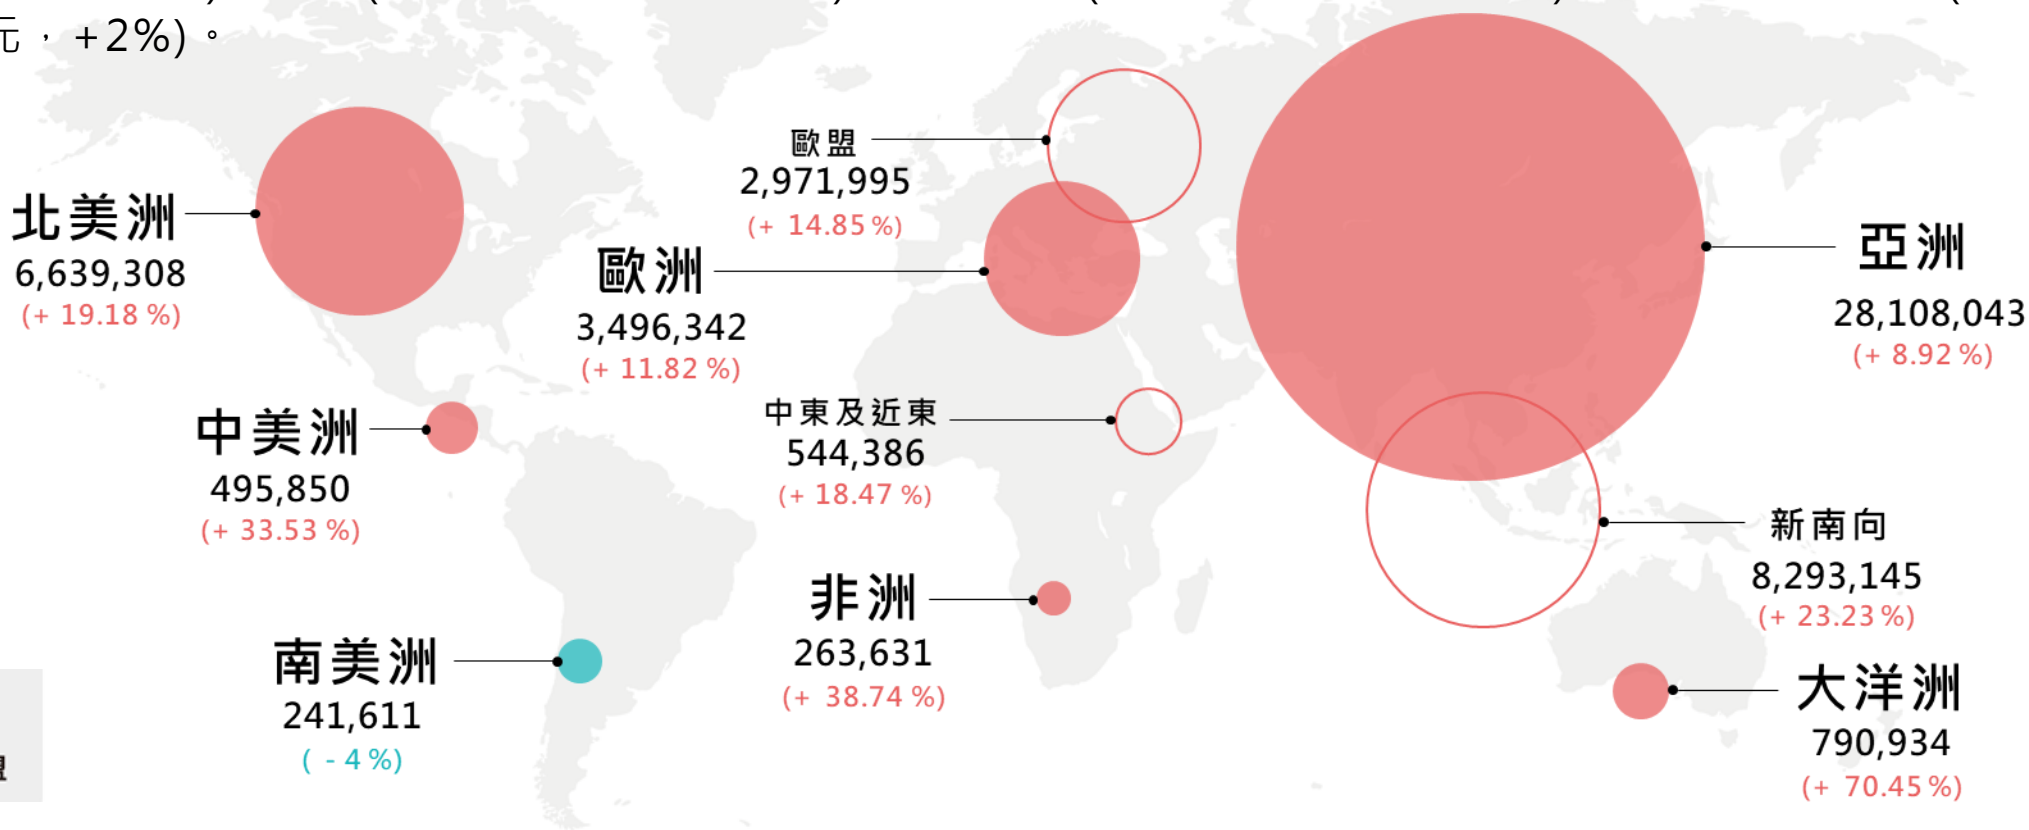 元，+2%)。
北美洲
6,639,308
(+ 19.18 %)
歐盟
2,971,995
(+ 14.85 %)
歐洲
3,496,342
(+ 11.82 %)
亞洲
28,108,043
(+ 8.92 %)
中美洲
495,850
(+ 33.53 %)
中東及近東
544,386
(+ 18.47 %)
新南向
8,293,145
(+ 23.23 %)
非洲
263,631
(+ 38.74 %)
南美洲
241,611
( - 4 %)
大洋洲
790,934
(+ 70.45 %)